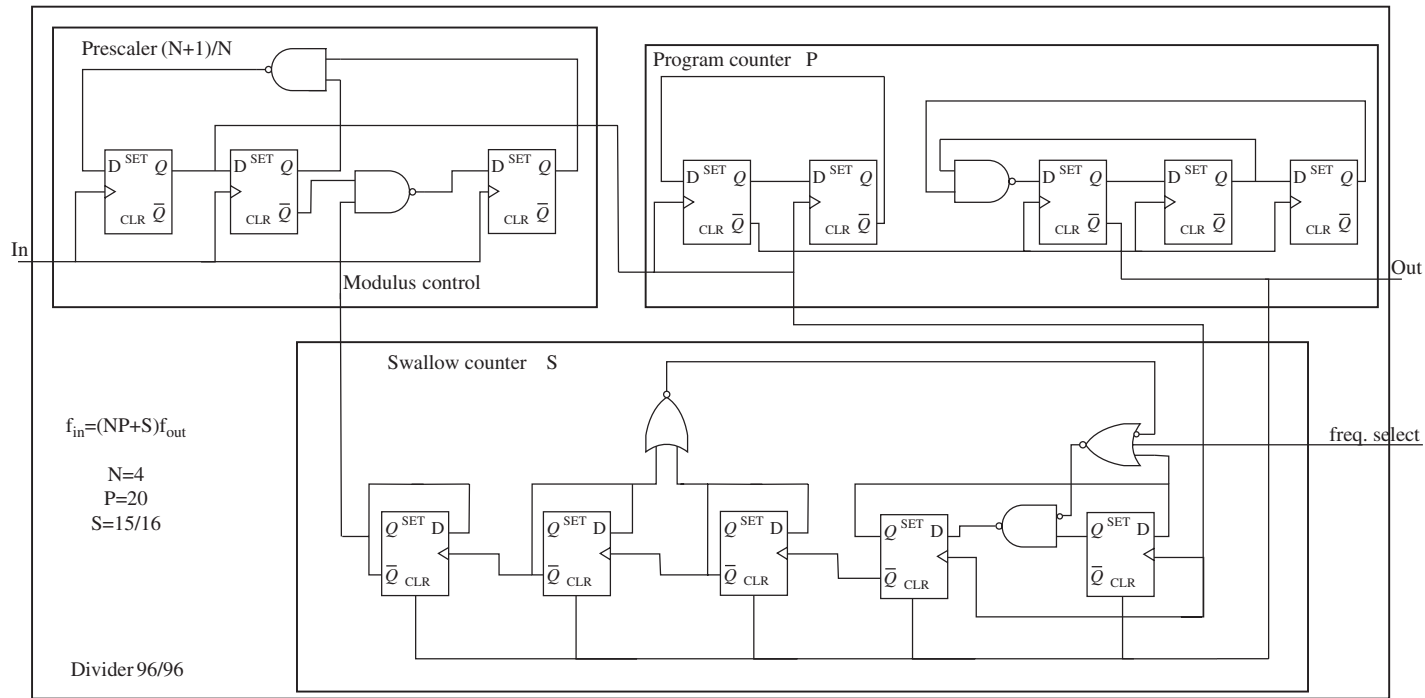 Prescaler (N+1)/N
D SET Q
CLR Q̅
D SET Q
CLR Q̅
D SET Q
CLR Q̅
In
Modulus control
Program counter P
D SET Q
CLR Q̅
D SET Q
CLR Q̅
D SET Q
CLR Q̅
D SET Q
CLR Q̅
D SET Q
CLR Q̅
Out
Swallow counter S
freq. select
Q SET D
Q̅ CLR
Q SET D
Q̅ CLR
Q SET D
Q̅ CLR
Q SET D
Q̅ CLR
Q SET D
Q̅ CLR
f_in=(NP+S)f_out
N=4
P=20
S=15/16
Divider 96/96